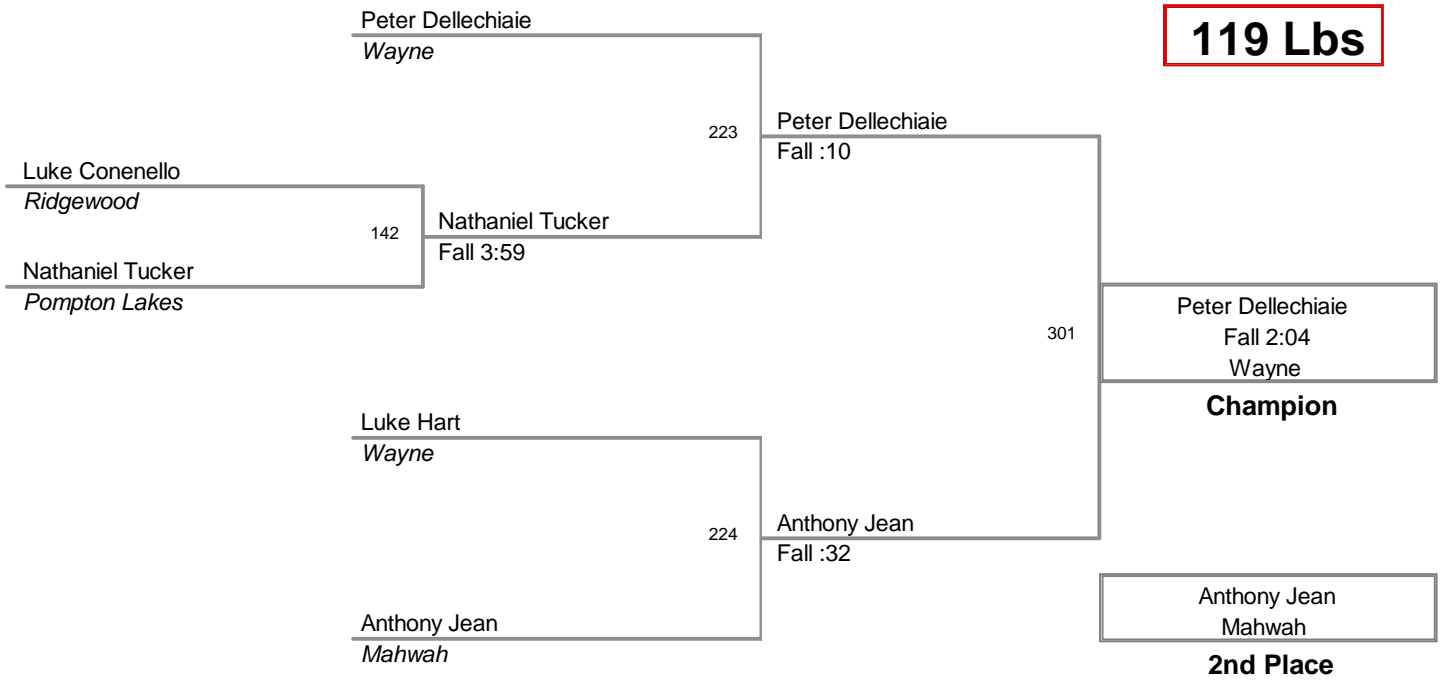 Peter Dellechiaie
Wayne
119 Lbs
223
Peter Dellechiaie
Fall :10
Luke Conenello
Ridgewood
142
Nathaniel Tucker
Fall 3:59
Nathaniel Tucker
Pompton Lakes
301
Peter Dellechiaie
Fall 2:04
Wayne
Champion
Luke Hart
Wayne
224
Anthony Jean
Fall :32
Anthony Jean
Mahwah
Anthony Jean
Mahwah
2nd Place